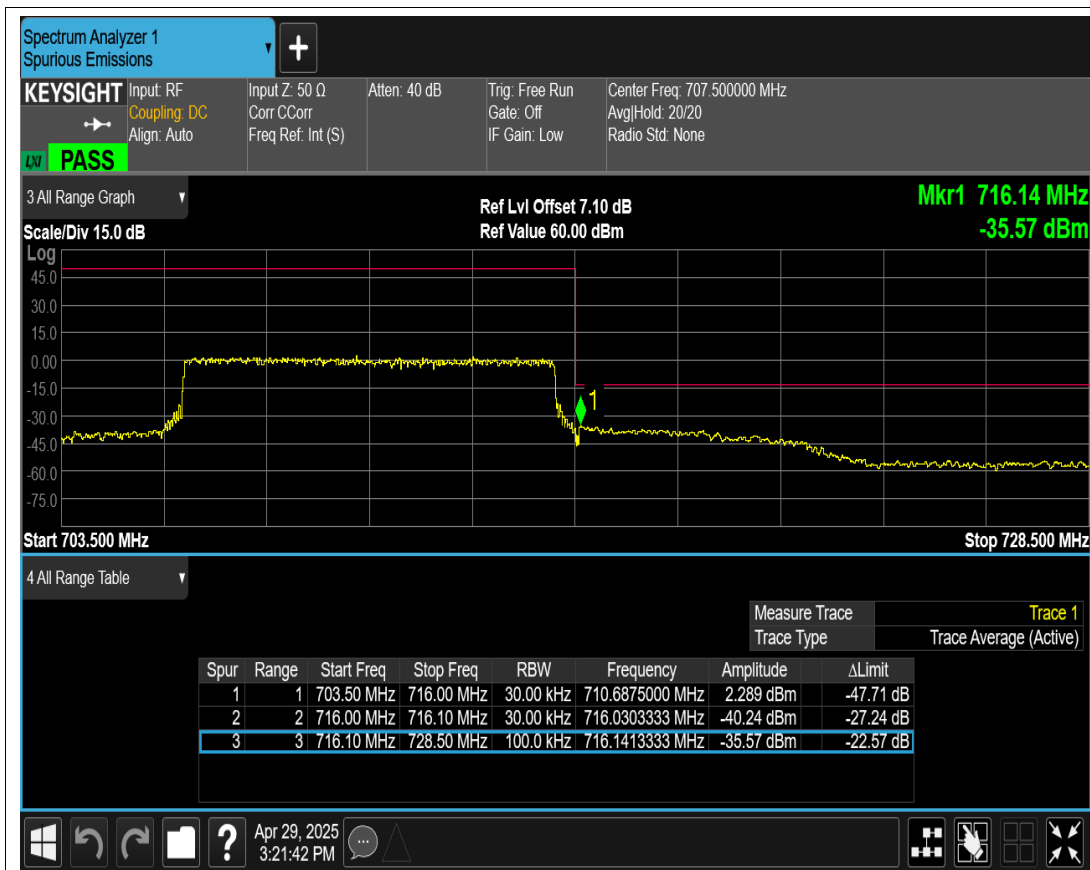 Spectrum Analyzer 1
Spurious Emissions
+
KEYSIGHT Input: RF Input Z: 50 Ω Atten: 40 dB Trig: Free Run Center Freq: 707.500000 MHz
Coupling: DC Corr CCorr Gate: Off Avg|Hold: 20/20
Align: Auto Freq Ref: Int (S) IF Gain: Low Radio Std: None
LXI PASS
3 All Range Graph Ref Lvl Offset 7.10 dB Mkr1 716.14 MHz
Scale/Div 15.0 dB Ref Value 60.00 dBm -35.57 dBm
Log
45.0
30.0
15.0
0.00
-15.0
1
-30.0
-45.0
-60.0
-75.0
Start 703.500 MHz Stop 728.500 MHz
4 All Range Table
Measure Trace Trace 1
Trace Type Trace Average (Active)
Spur Range Start Freq Stop Freq RBW Frequency Amplitude ΔLimit
1 1 703.50 MHz 716.00 MHz 30.00 kHz 710.6875000 MHz 2.289 dBm -47.71 dB
2 2 716.00 MHz 716.10 MHz 30.00 kHz 716.0303333 MHz -40.24 dBm -27.24 dB
3 3 716.10 MHz 728.50 MHz 100.0 kHz 716.1413333 MHz -35.57 dBm -22.57 dB
? Apr 29, 2025
3:21:42 PM